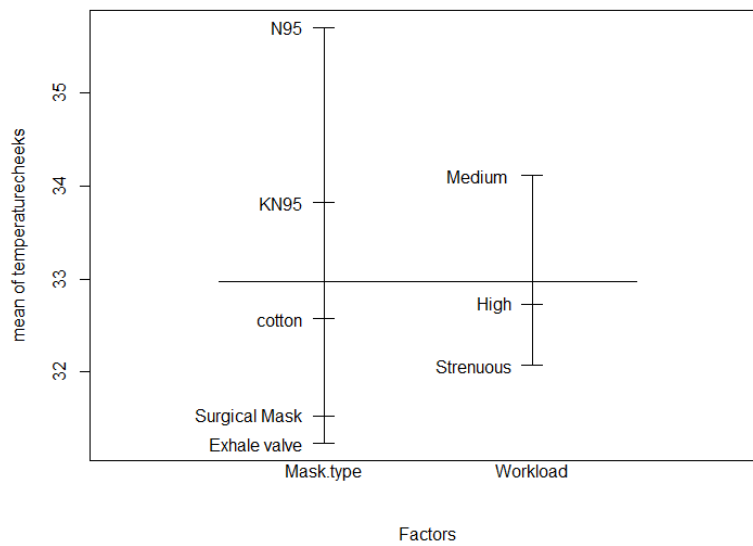 mean of temperaturecheeks
35
34
33
32
N95
KN95
cotton
Surgical Mask
Exhale valve
Medium
High
Strenuous
Mask.type
Workload
Factors